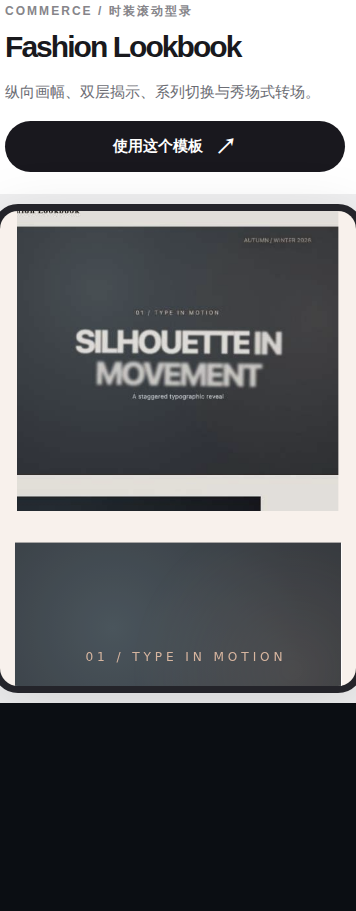 COMMERCE / 时装滚动型录
Fashion Lookbook
纵向画幅、双层揭示、系列切换与秀场式转场。
使用这个模板 ↗
AUTUMN / WINTER 2026
01 / TYPE IN MOTION
SILHOUETTE IN
MOVEMENT
A staggered typographic reveal
01 / TYPE IN MOTION